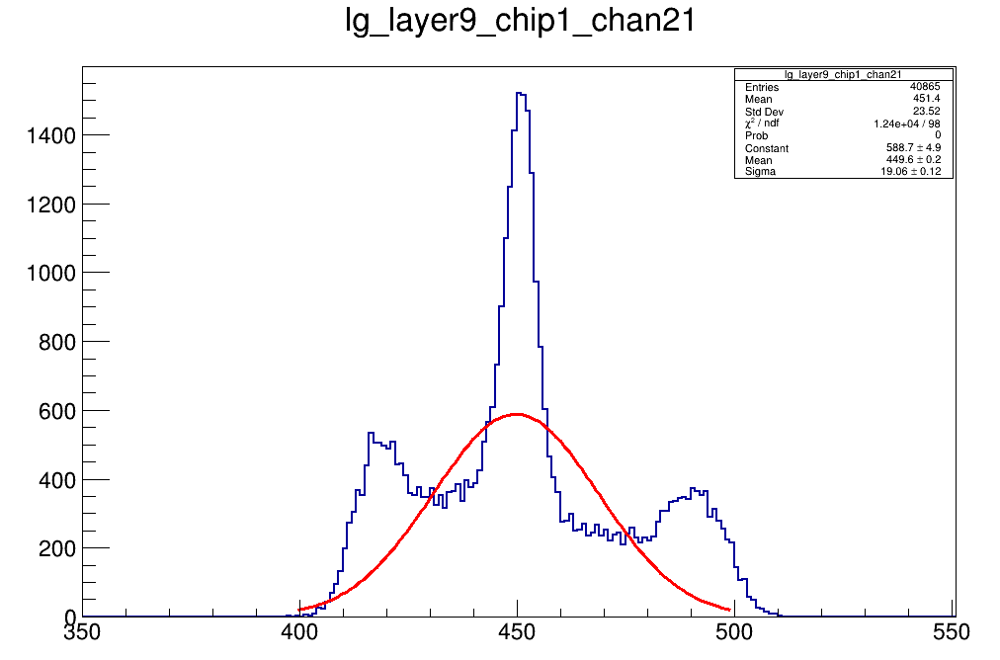 lg_layer9_chip1_chan21
lg_layer9_chip1_chan21
Entries 40865
Mean 451.4
Std Dev 23.52
χ² / ndf 1.24e+04 / 98
Prob 0
Constant 588.7 ± 4.9
Mean 449.6 ± 0.2
Sigma 19.06 ± 0.12
1400
1200
1000
800
600
400
200
0
350 400 450 500 550